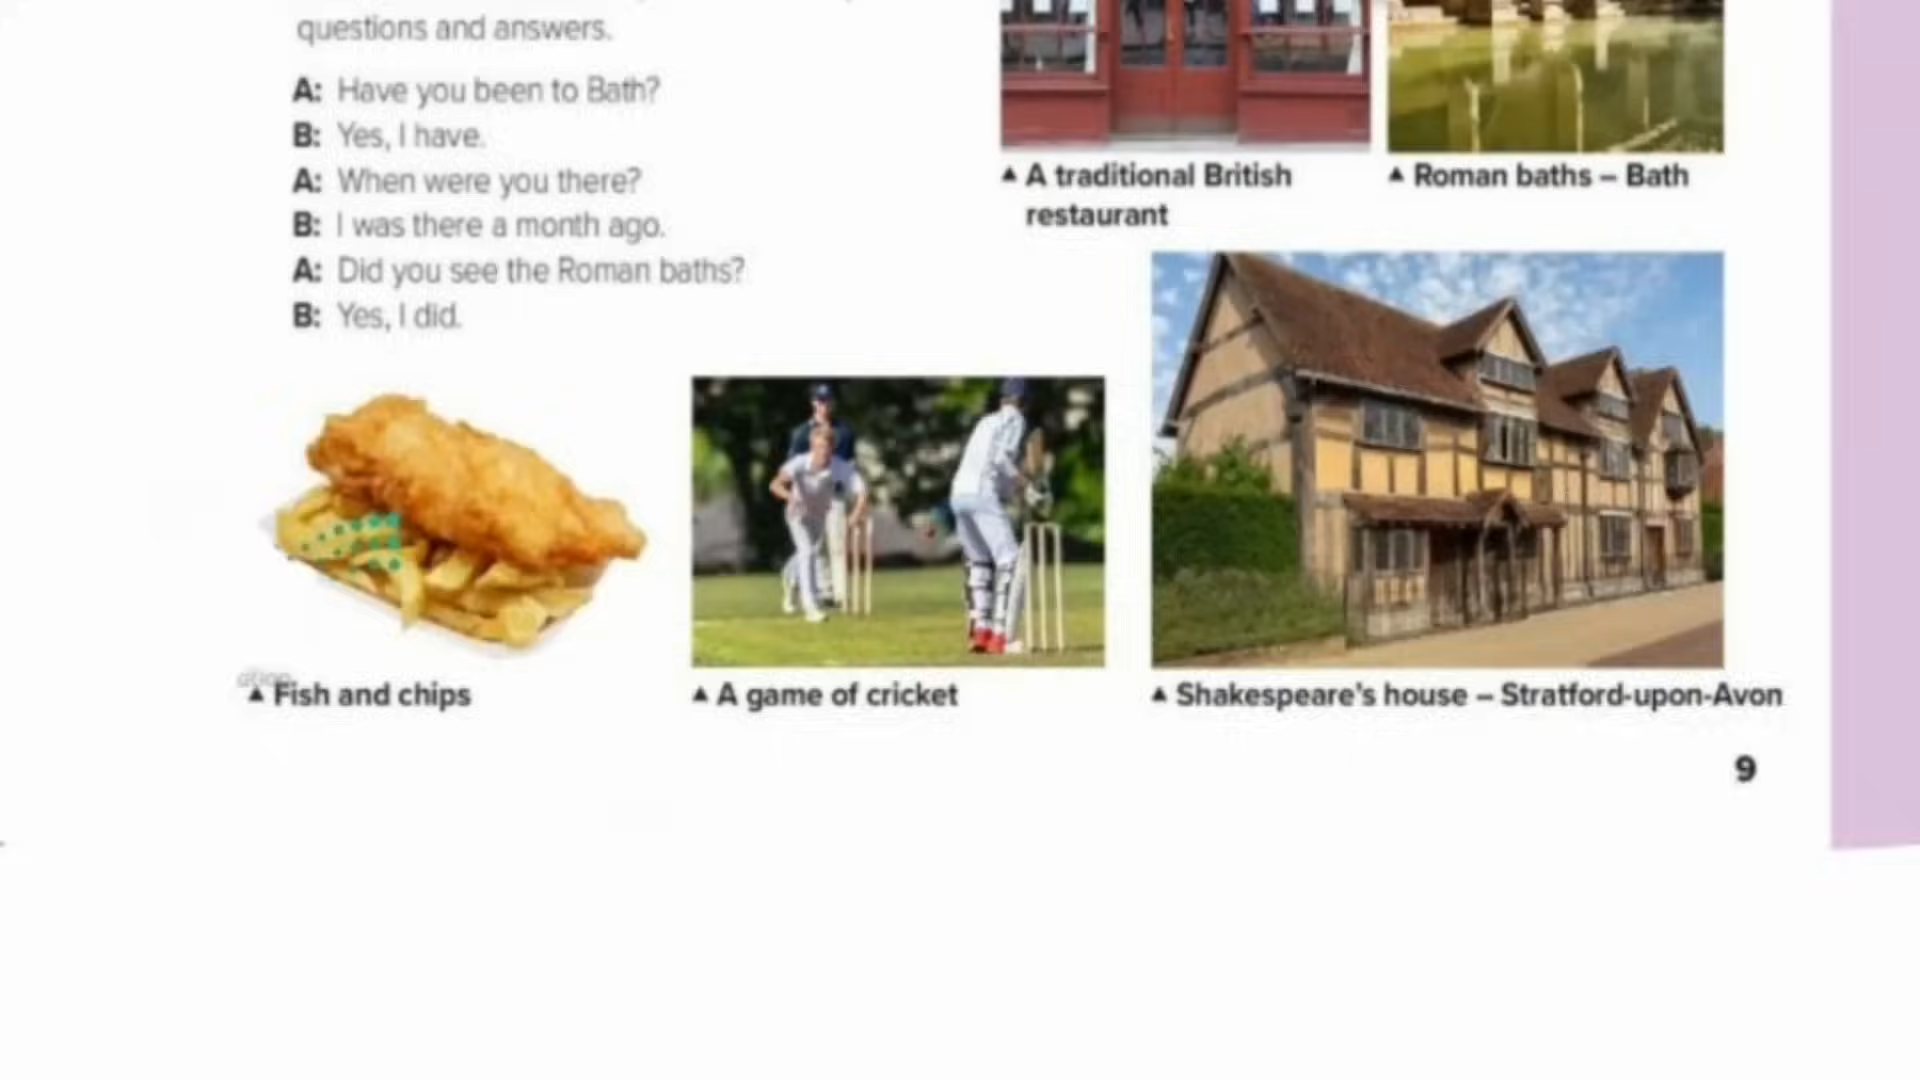 questions and answers.
A: Have you been to Bath?
B: Yes, I have.
A: When were you there?
B: I was there a month ago.
A: Did you see the Roman baths?
B: Yes, I did.
▲ A traditional British
restaurant
▲ Roman baths – Bath
▲ Fish and chips
▲ A game of cricket
▲ Shakespeare's house – Stratford-upon-Avon
9